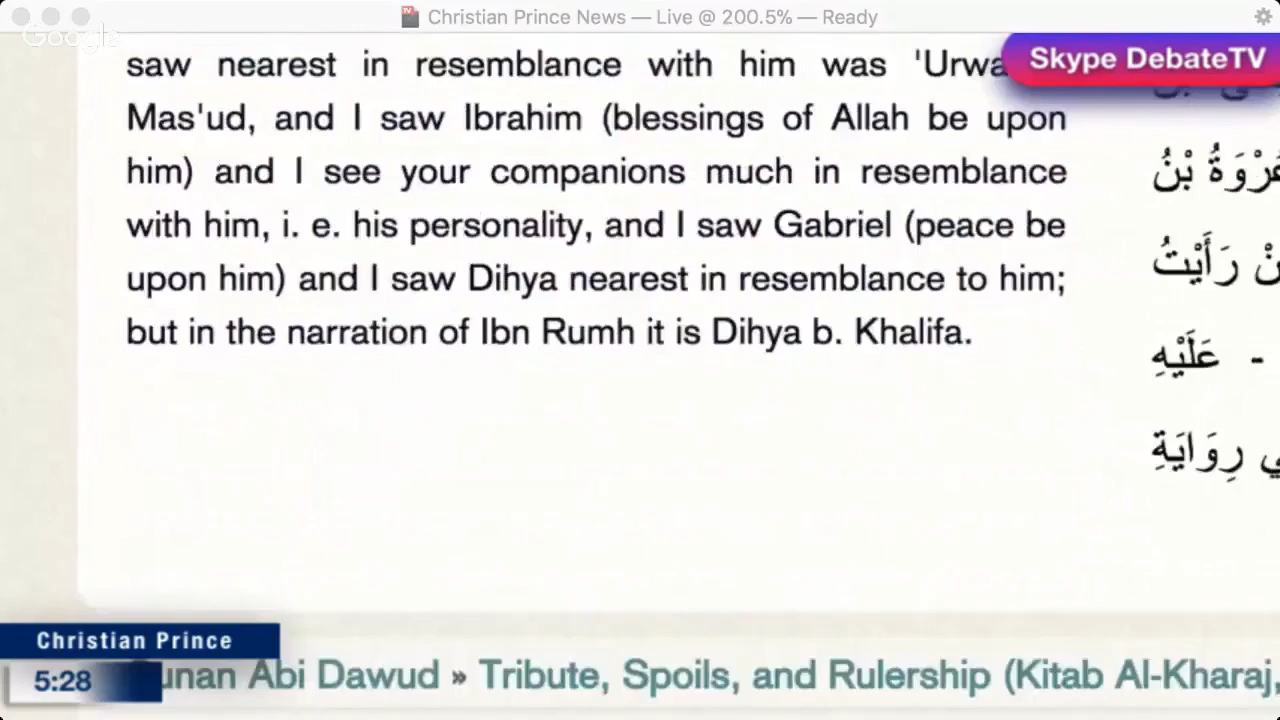 Christian Prince News — Live @ 200.5% — Ready
Google
Skype DebateTV
saw nearest in resemblance with him was 'Urwa
Mas'ud, and I saw Ibrahim (blessings of Allah be upon
him) and I see your companions much in resemblance
with him, i. e. his personality, and I saw Gabriel (peace be
upon him) and I saw Dihya nearest in resemblance to him;
but in the narration of Ibn Rumh it is Dihya b. Khalifa.
عُرْوَةُ بْنُ
رَأَيْتُ
- عَلَيْهِ
رِوَايَةِ
Christian Prince
5:28
unan Abi Dawud » Tribute, Spoils, and Rulership (Kitab Al-Kharaj,